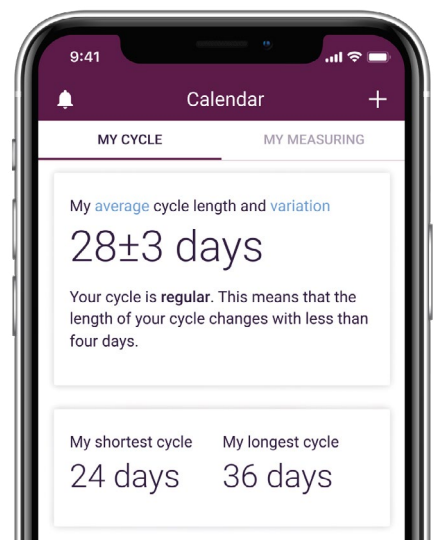 9:41
Calendar
MY CYCLE MY MEASURING
My average cycle length and variation
28±3 days
Your cycle is regular. This means that the
length of your cycle changes with less than
four days.
My shortest cycle My longest cycle
24 days 36 days